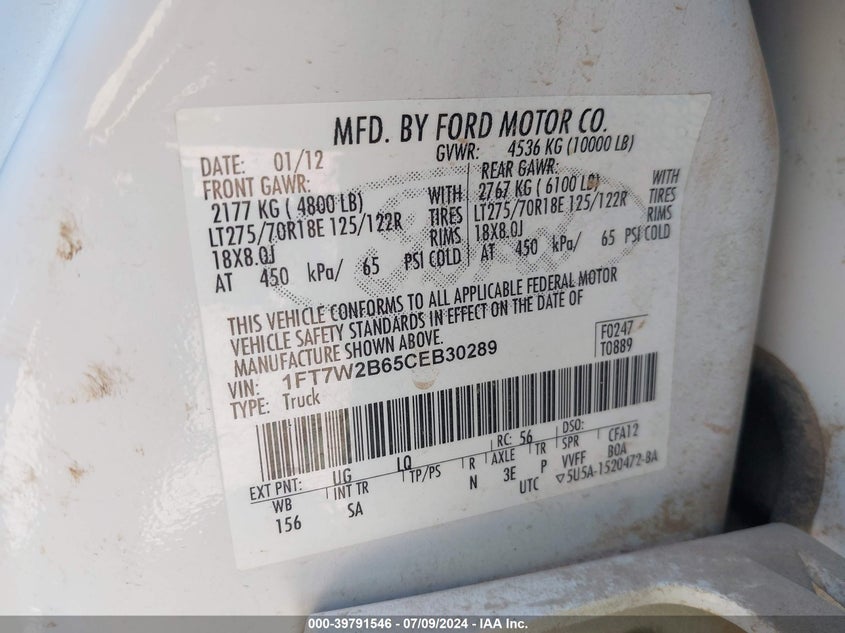 MFD. BY FORD MOTOR CO.
DATE: 01/12 GVWR: 4536 KG (10000 LB)
FRONT GAWR: REAR GAWR:
2177 KG ( 4800 LB) WITH 2767 KG ( 6100 LB) WITH
LT275/70R18E 125/122R TIRES LT275/70R18E 125/122R TIRES
18X8.0J RIMS 18X8.0J RIMS
AT 450 kPa/ 65 PSI COLD AT 450 kPa/ 65 PSI COLD
THIS VEHICLE CONFORMS TO ALL APPLICABLE FEDERAL MOTOR
VEHICLE SAFETY STANDARDS IN EFFECT ON THE DATE OF
MANUFACTURE SHOWN ABOVE.
VIN: 1FT7W2B65CEB30289
TYPE: Truck
F0247
T0889
EXT PNT: UG LQ RC: 56 DSO:
WB INT TR TP/PS R AXLE TR SPR CFA12
156 SA N 3E P VVFF BOA
UTC ▽5U5A-1520472-BA
000-39791546 / 07/09/2024 - IAA Inc.